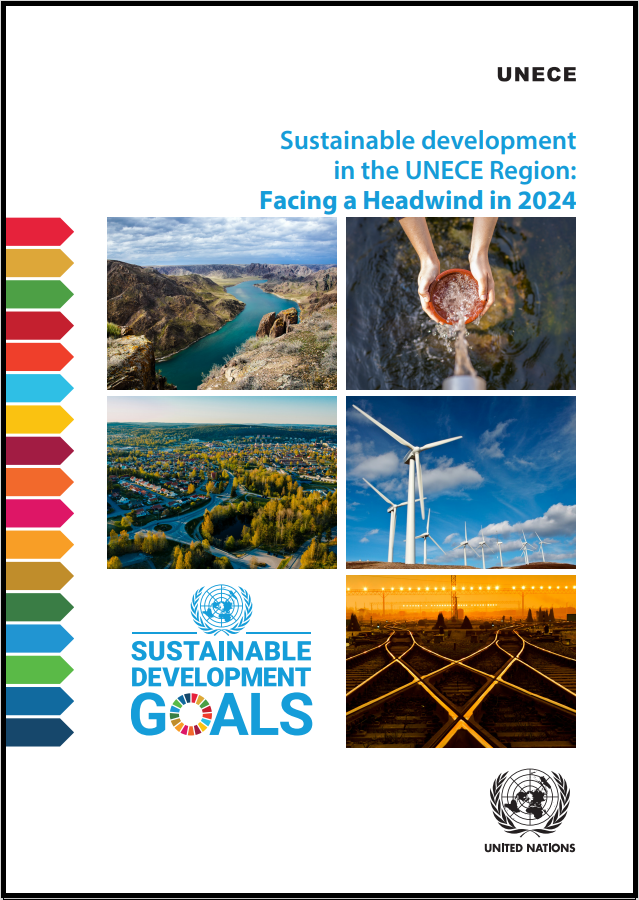 UNECE
Sustainable development
in the UNECE Region:
Facing a Headwind in 2024
SUSTAINABLE
DEVELOPMENT
GOALS
UNITED NATIONS